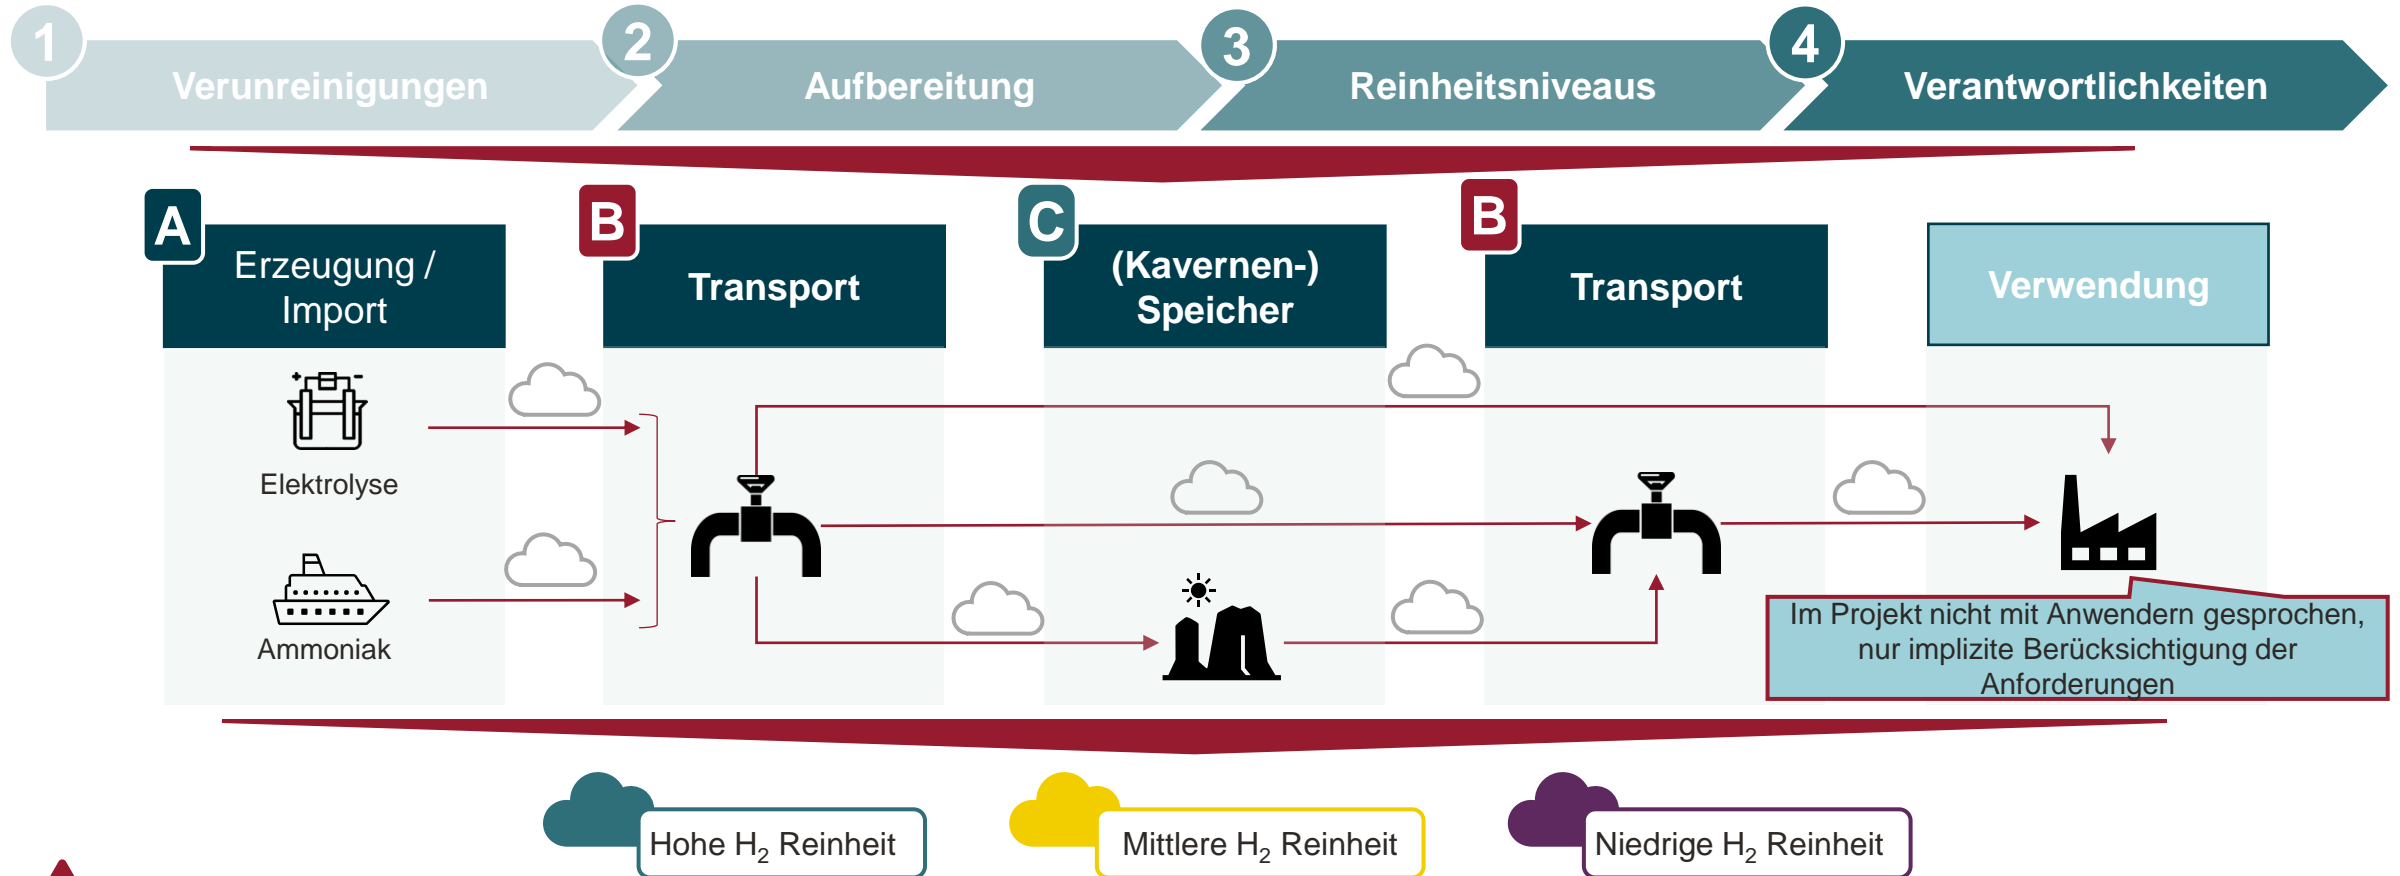 1
Verunreinigungen
2
Aufbereitung
3
Reinheitsniveaus
4
Verantwortlichkeiten
A
Erzeugung /
Import
B
Transport
C
(Kavernen-)
Speicher
B
Transport
Verwendung
+ -
Elektrolyse
Ammoniak
Im Projekt nicht mit Anwendern gesprochen,
nur implizite Berücksichtigung der
Anforderungen
Hohe H₂ Reinheit
Mittlere H₂ Reinheit
Niedrige H₂ Reinheit